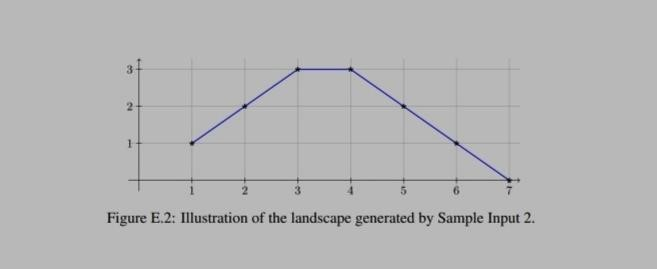 3
2
1
1 2 3 4 5 6 7
Figure E.2: Illustration of the landscape generated by Sample Input 2.